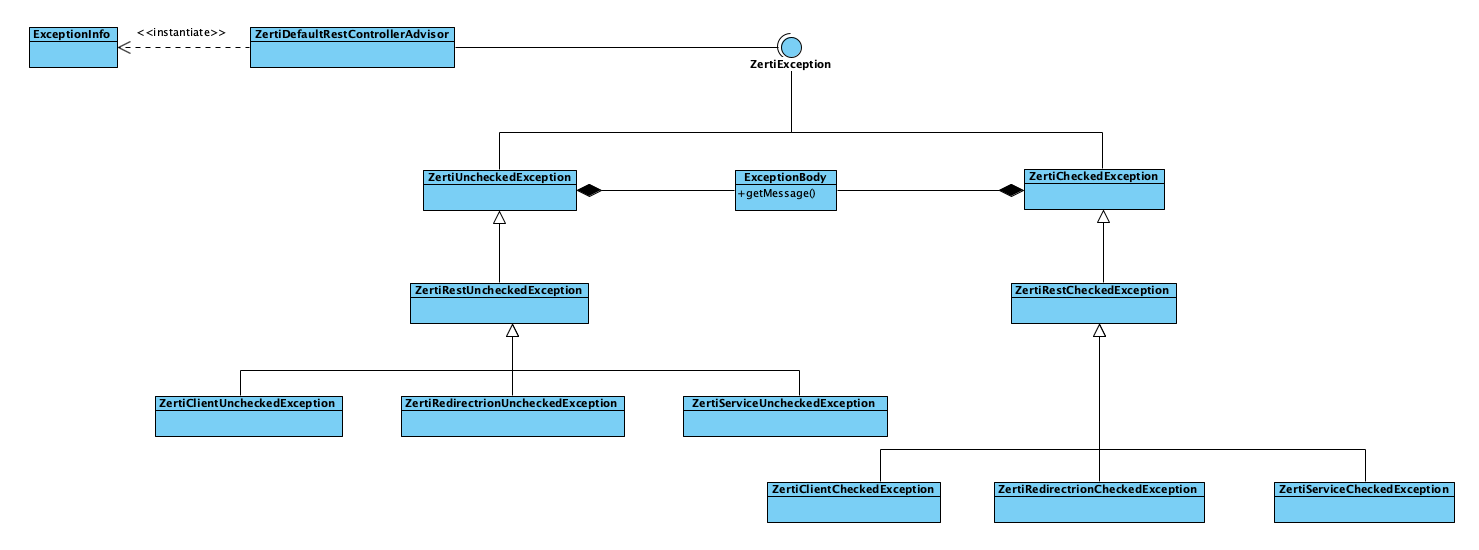 ExceptionInfo
<<instantiate>>
ZertiDefaultRestControllerAdvisor
ZertiException
ZertiUncheckedException
ExceptionBody
+getMessage()
ZertiCheckedException
ZertiRestUncheckedException
ZertiRestCheckedException
ZertiClientUncheckedException
ZertiRedirectrionUncheckedException
ZertiServiceUncheckedException
ZertiClientCheckedException
ZertiRedirectrionCheckedException
ZertiServiceCheckedException